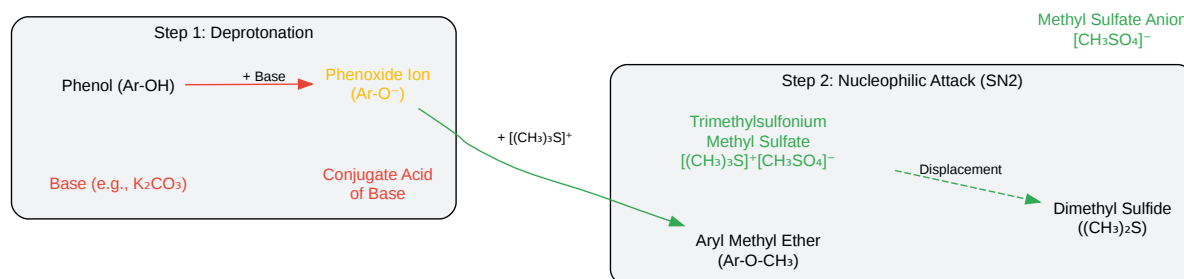 Methyl Sulfate Anion
[CH₃SO₄]⁻
Step 1: Deprotonation
Phenol (Ar-OH)
+ Base
Phenoxide Ion
(Ar-O⁻)
Base (e.g., K₂CO₃)
Conjugate Acid
of Base
+ [(CH₃)₃S]⁺
Step 2: Nucleophilic Attack (SN2)
Trimethylsulfonium
Methyl Sulfate
[(CH₃)₃S]⁺[CH₃SO₄]⁻
Displacement
Dimethyl Sulfide
((CH₃)₂S)
Aryl Methyl Ether
(Ar-O-CH₃)